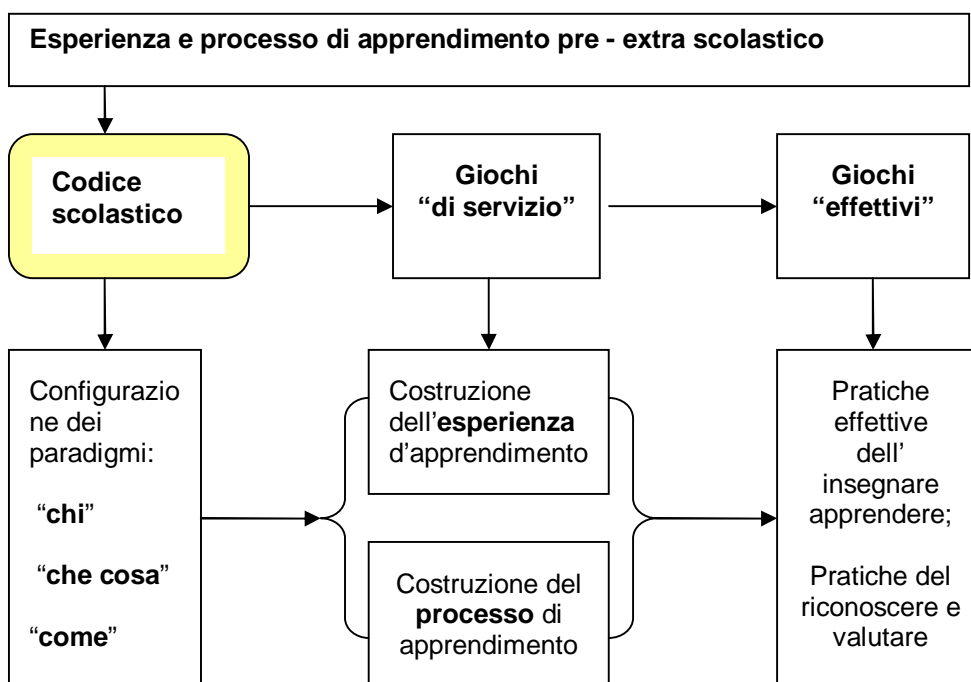 Esperienza e processo di apprendimento pre - extra scolastico
Codice
scolastico
Giochi
“di servizio”
Giochi
“effettivi”
Configurazio
ne dei
paradigmi:
“chi”
“che cosa”
“come”
Costruzione
dell’esperienza
d’apprendimento
Costruzione del
processo di
apprendimento
Pratiche
effettive
dell’
insegnare
apprendere;
Pratiche del
riconoscere e
valutare